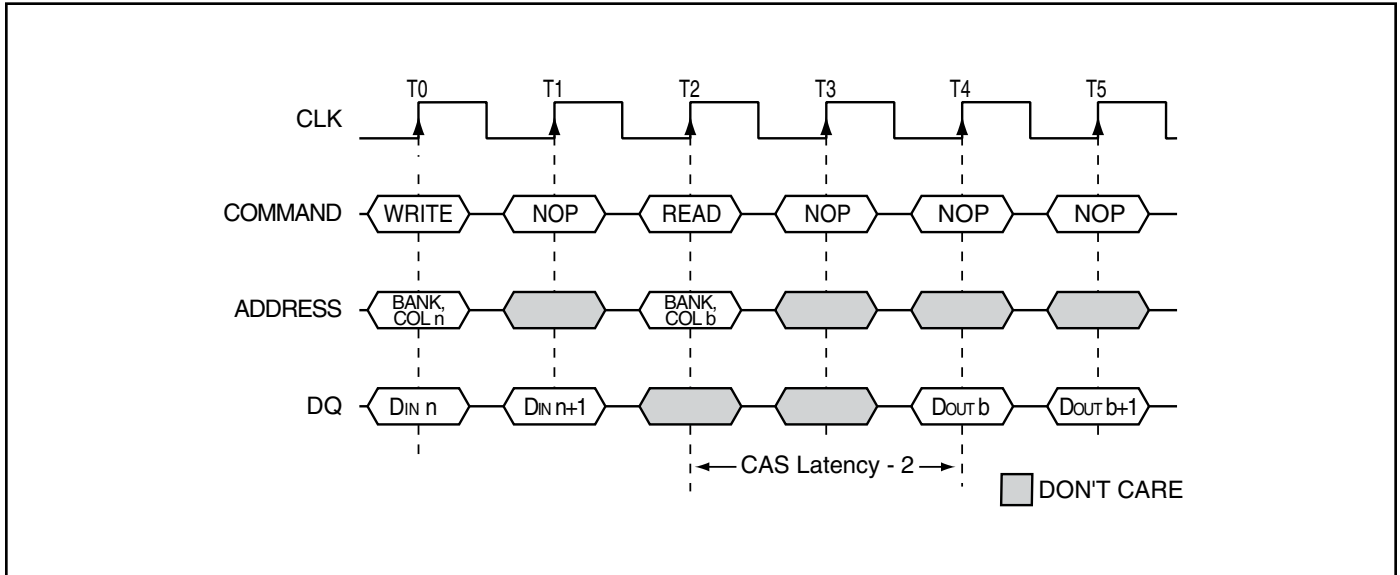 T0 T1 T2 T3 T4 T5
CLK
COMMAND WRITE NOP READ NOP NOP NOP
ADDRESS BANK, COL n BANK, COL b
DQ DIN n DIN n+1 DOUT b DOUT b+1
CAS Latency - 2
DON'T CARE